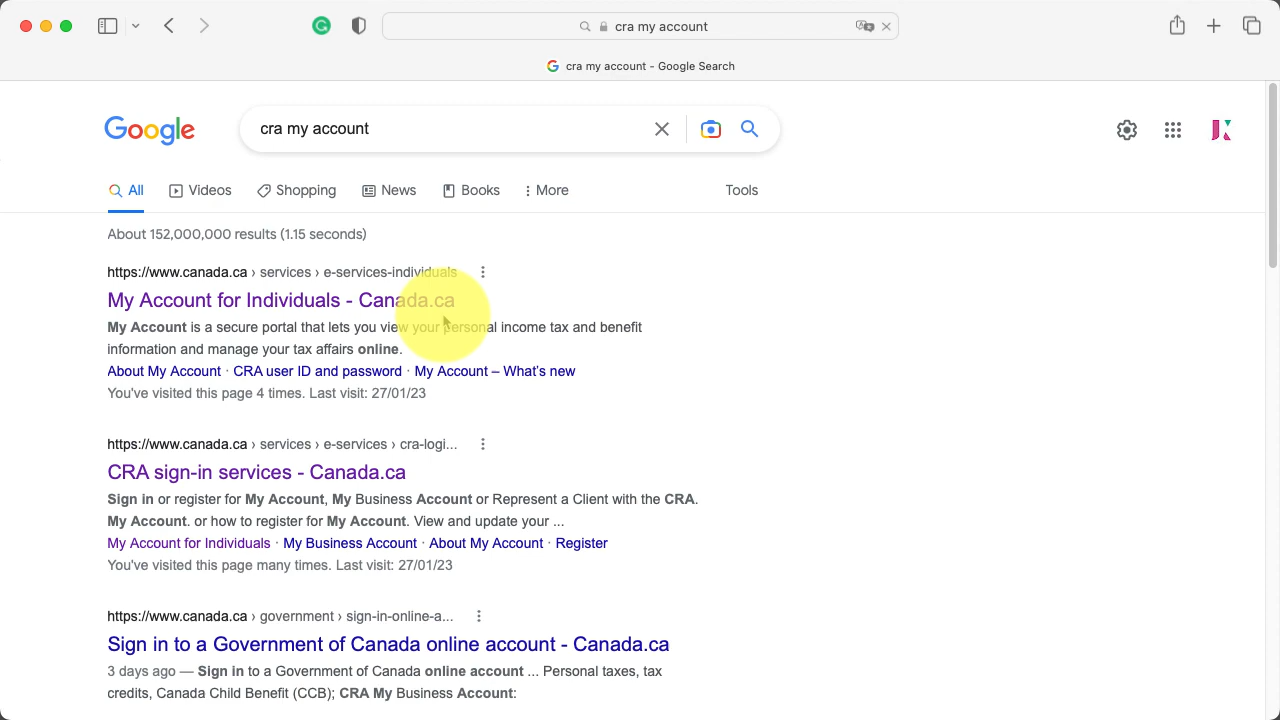 cra my account
cra my account - Google Search
Google
cra my account
All
Videos
Shopping
News
Books
More
Tools
About 152,000,000 results (1.15 seconds)
https://www.canada.ca › services › e-services-individuals
My Account for Individuals - Canada.ca
My Account is a secure portal that lets you view your personal income tax and benefit
information and manage your tax affairs online.
About My Account · CRA user ID and password · My Account – What's new
You've visited this page 4 times. Last visit: 27/01/23
https://www.canada.ca › services › e-services › cra-logi...
CRA sign-in services - Canada.ca
Sign in or register for My Account, My Business Account or Represent a Client with the CRA.
My Account. or how to register for My Account. View and update your ...
My Account for Individuals · My Business Account · About My Account · Register
You've visited this page many times. Last visit: 27/01/23
https://www.canada.ca › government › sign-in-online-a...
Sign in to a Government of Canada online account - Canada.ca
3 days ago — Sign in to a Government of Canada online account ... Personal taxes, tax
credits, Canada Child Benefit (CCB); CRA My Business Account: